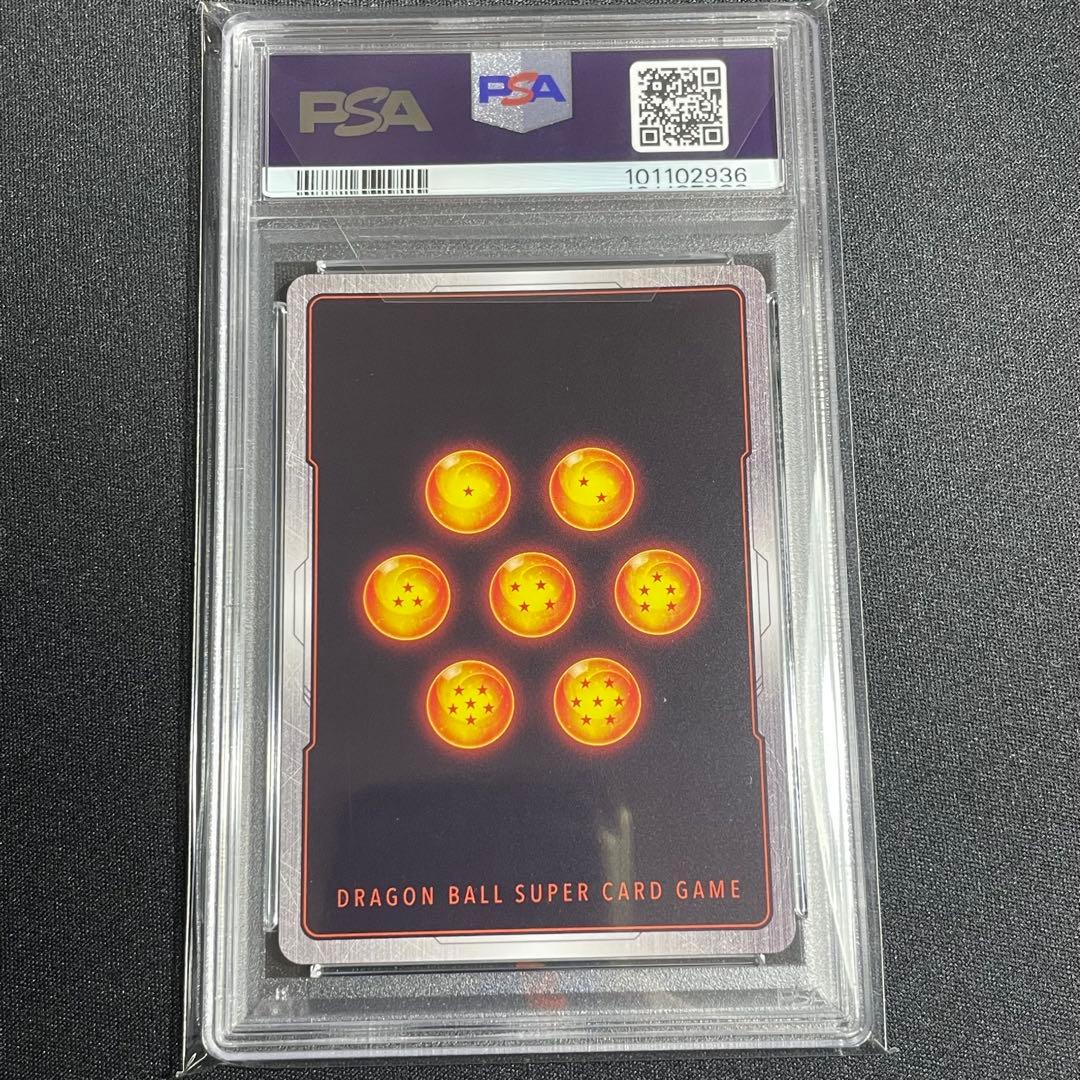 PSA
PSA
101102936
DRAGON BALL SUPER CARD GAME